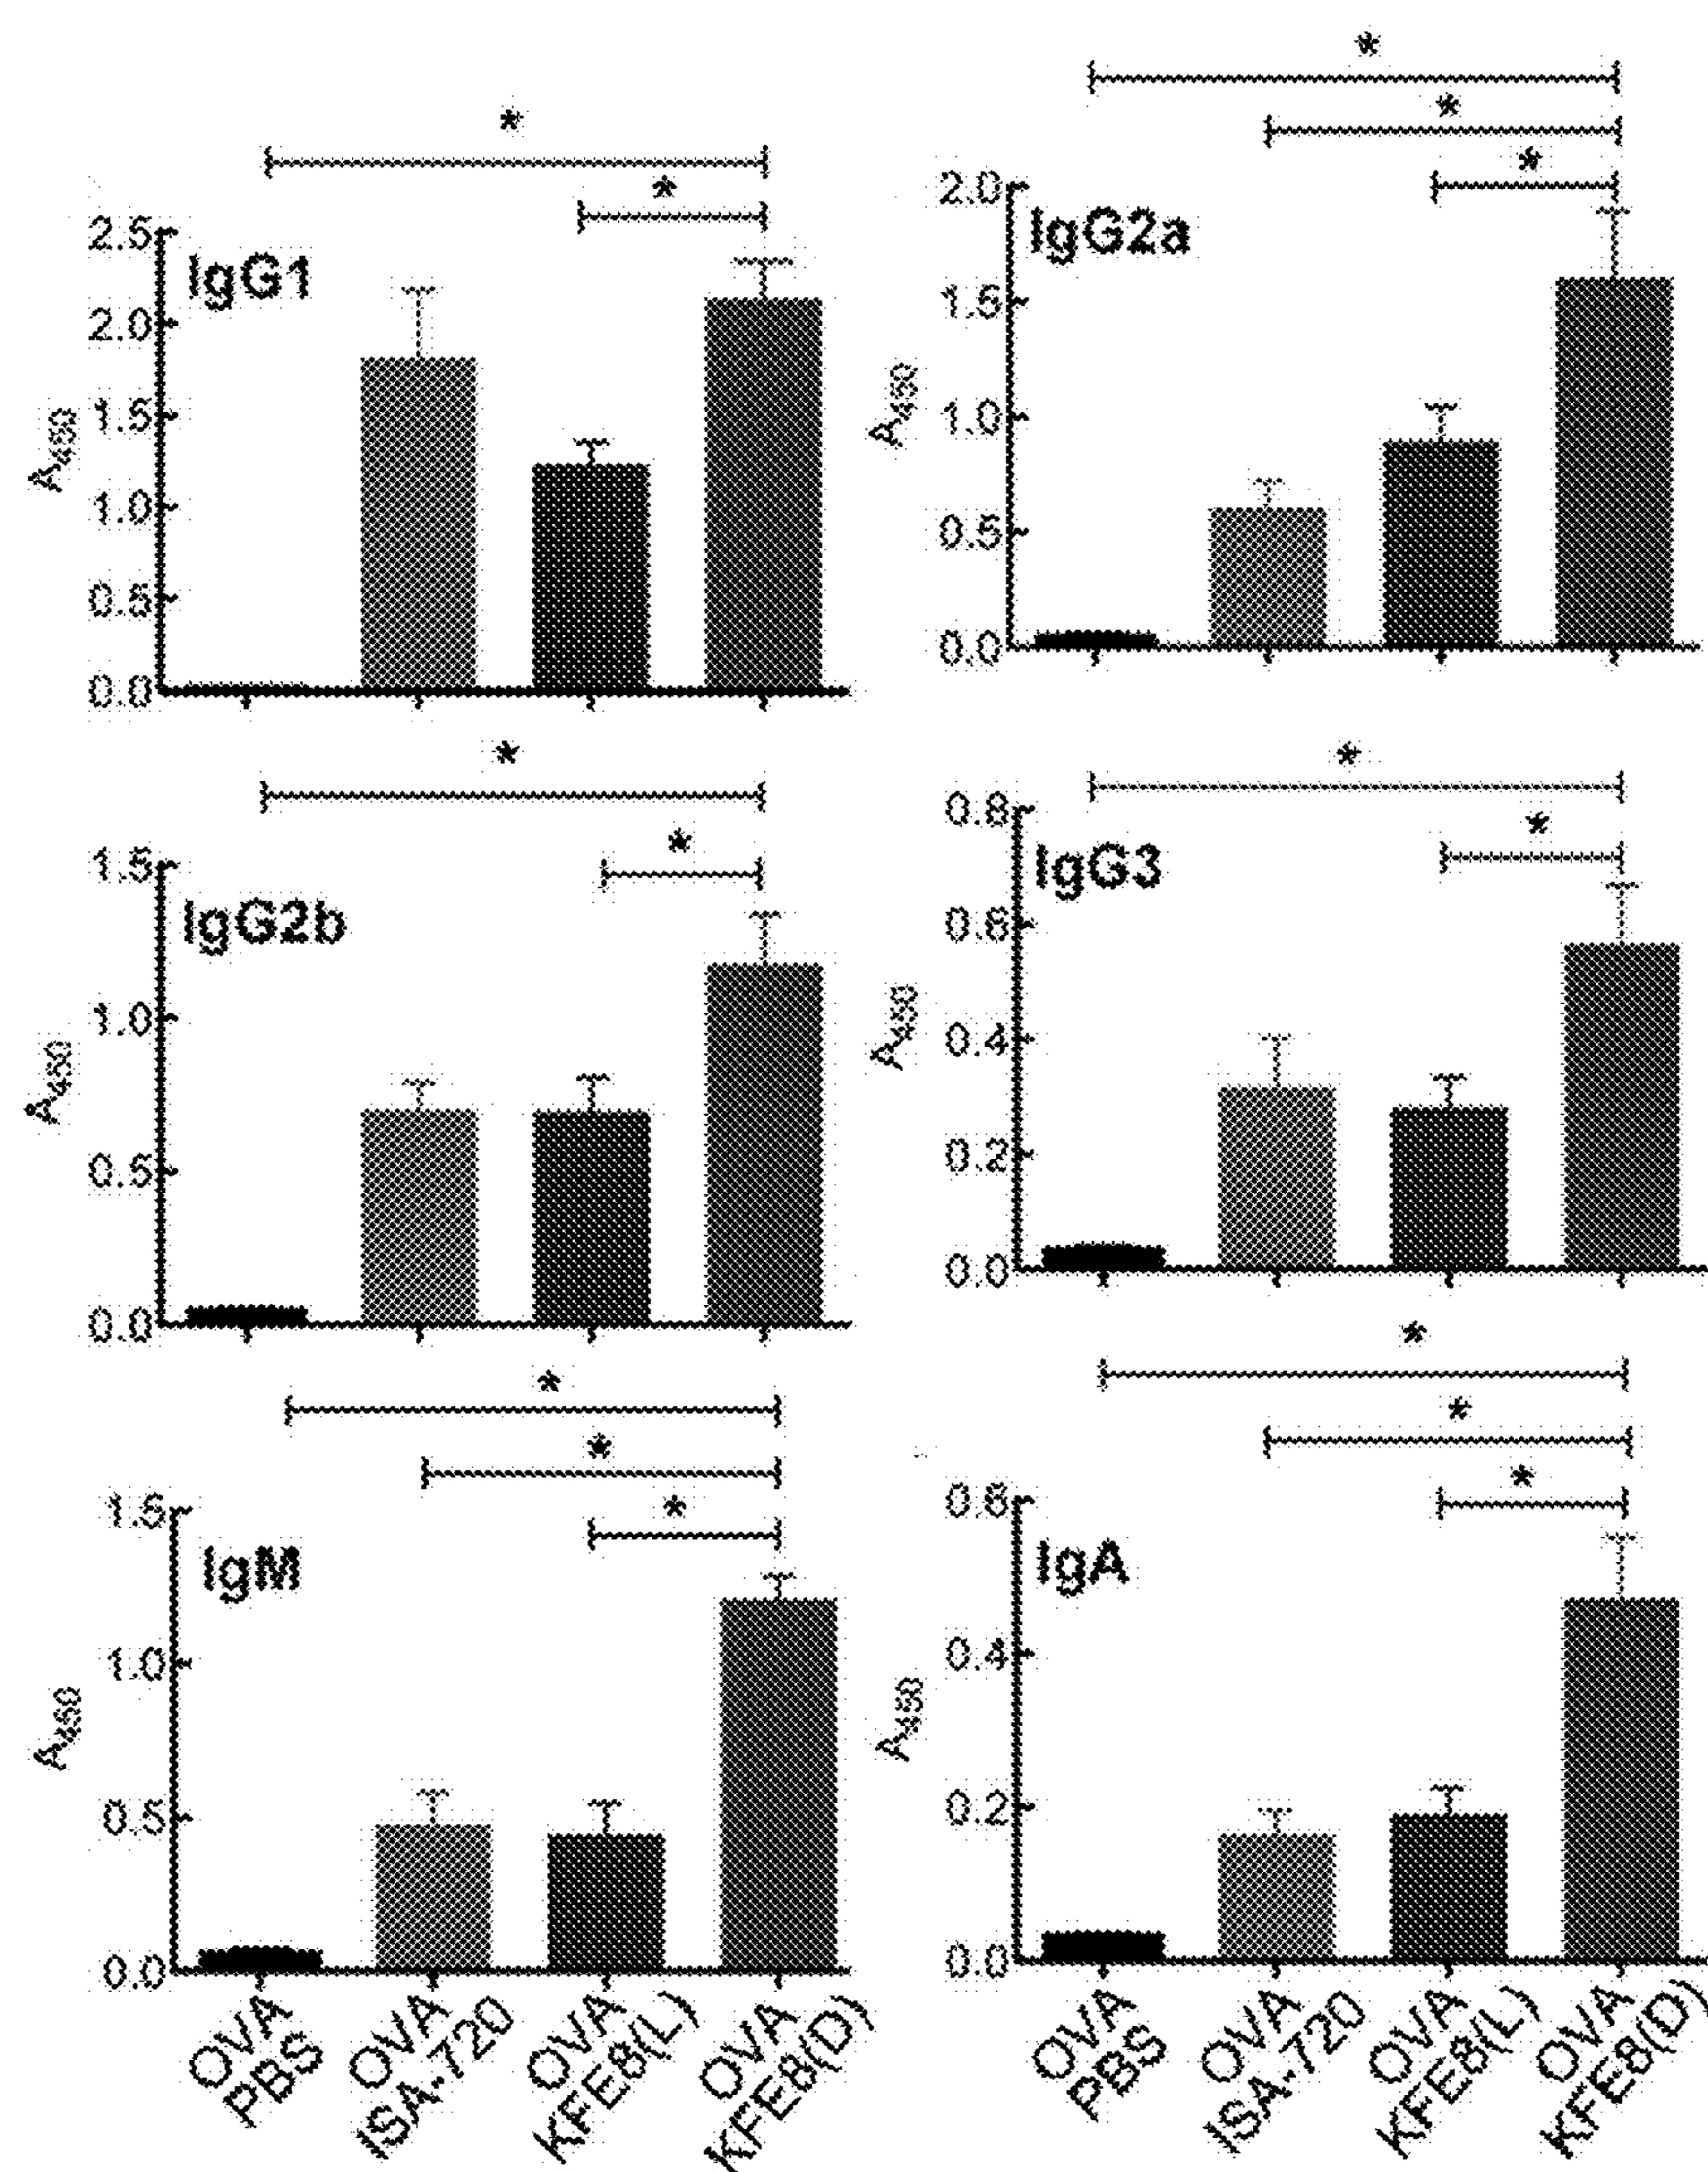 *
*
*
*
*
2.5
2.0
1.5
1.0
0.5
0.0
A450
IgG1
2.0
1.5
1.0
0.5
0.0
A450
IgG2a
*
*
1.5
1.0
0.5
0.0
A450
IgG2b
*
*
0.8
0.6
0.4
0.2
0.0
A450
IgG3
*
*
*
1.5
1.0
0.5
0.0
A450
IgM
*
*
*
0.6
0.4
0.2
0.0
A450
IgA
OVA
PBS
OVA
ISA-720
OVA
KFE8(L)
OVA
KFE8(D)
OVA
PBS
OVA
ISA-720
OVA
KFE8(L)
OVA
KFE8(D)